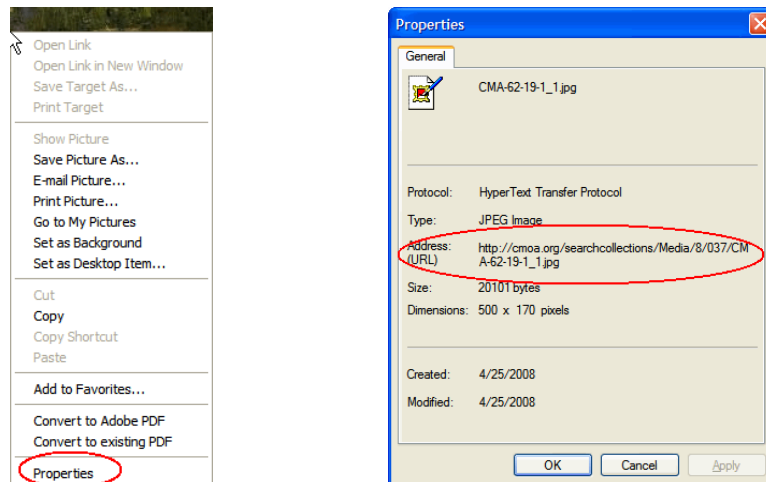 Open Link
Open Link in New Window
Save Target As...
Print Target
Show Picture
Save Picture As...
E-mail Picture...
Print Picture...
Go to My Pictures
Set as Background
Set as Desktop Item...
Cut
Copy
Copy Shortcut
Paste
Add to Favorites...
Convert to Adobe PDF
Convert to existing PDF
Properties
Properties
General
CMA-62-19-1_1.jpg
Protocol: HyperText Transfer Protocol
Type: JPEG Image
Address: http://cmoa.org/searchcollections/Media/8/037/CM
(URL) A-62-19-1_1.jpg
Size: 20101 bytes
Dimensions: 500 x 170 pixels
Created: 4/25/2008
Modified: 4/25/2008
OK Cancel Apply